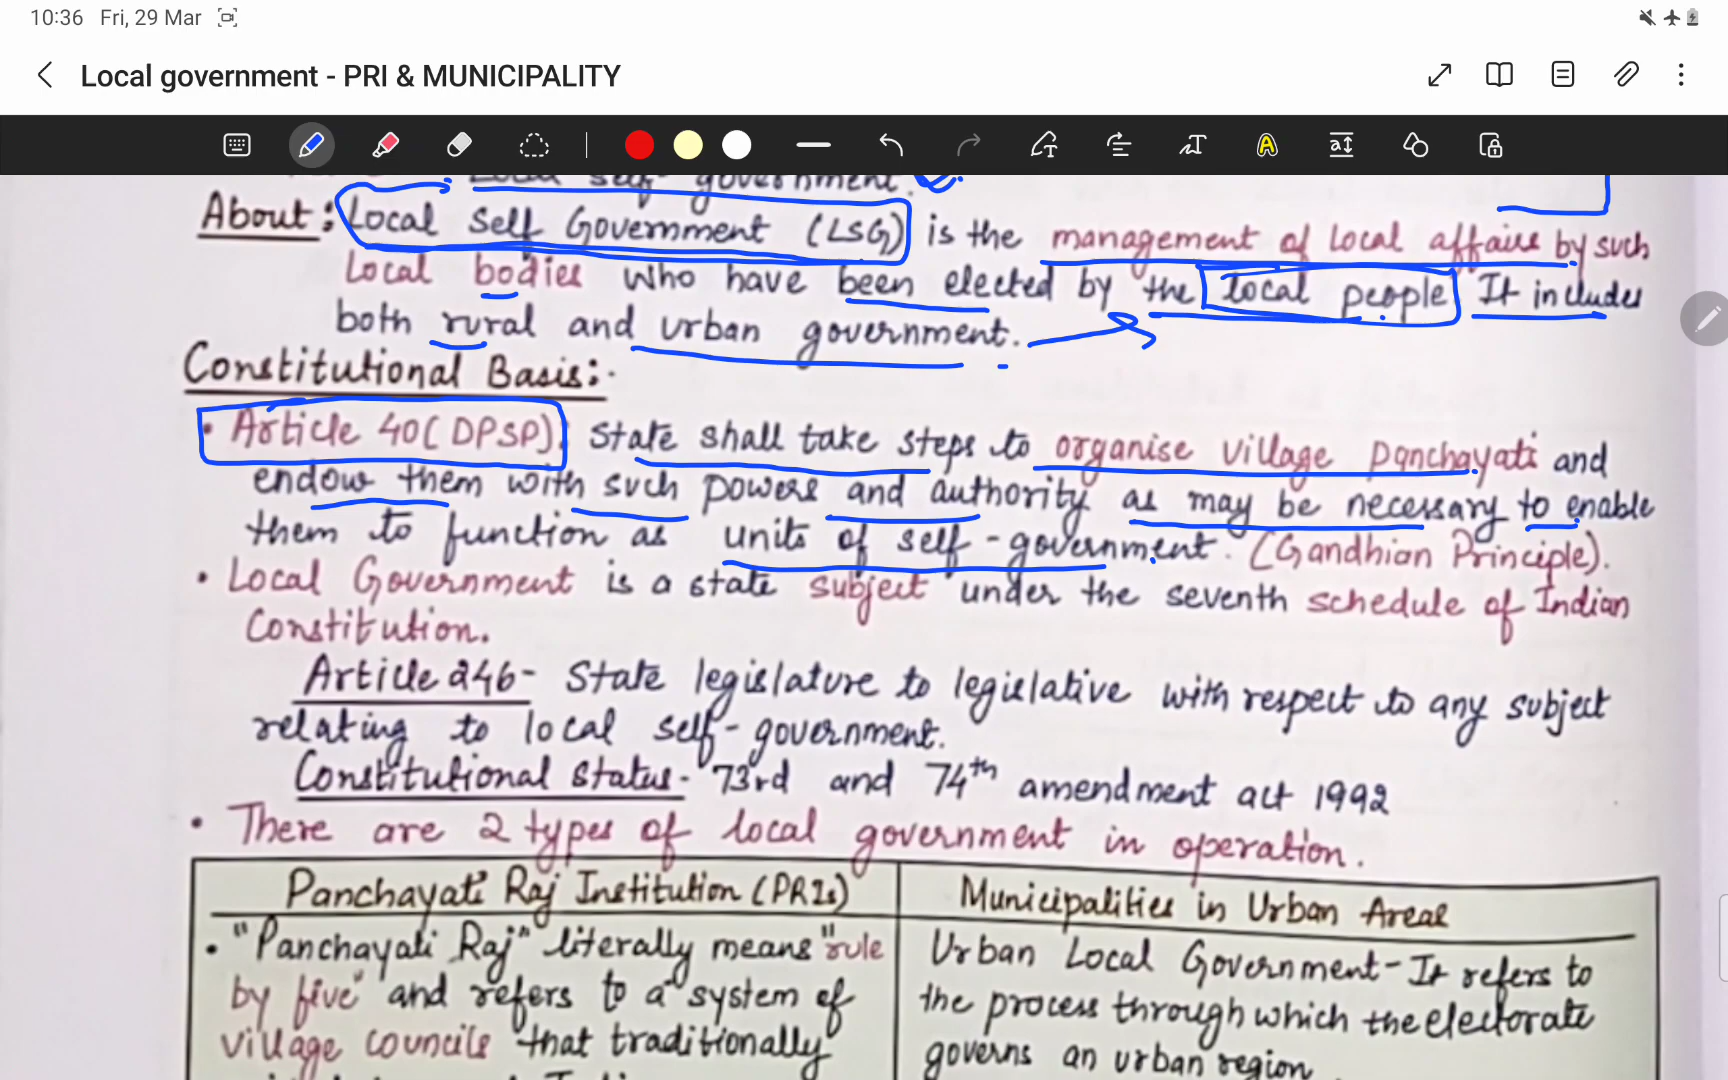 10:36 Fri, 29 Mar
Local government - PRI & MUNICIPALITY
Local self-government.
About: Local Self Government (LSG) is the management of local affairs by such
Local bodies who have been elected by the local people It includes
both rural and urban government.
Constitutional Basis:-
• Article 40 (DPSP) State shall take steps to organise village panchayati and
endow them with such powers and authority as may be necessary to enable
them to function as units of self-government. (Gandhian Principle).
• Local Government is a state subject under the seventh schedule of Indian
Constitution.
Article 246- State legislature to legislative with respect to any subject
relating to local self-government.
Constitutional Status- 73rd and 74th amendment act 1992
• There are 2 types of local government in operation.
Panchayati Raj Institution (PRIs)
• "Panchayati Raj" literally means "rule
by five" and refers to a system of
village councils that traditionally
Municipalities in Urban Areas
Urban Local Government - It refers to
the process through which the electorate
governs an urban region